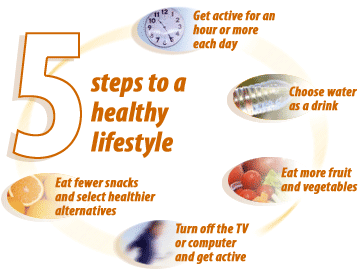 5
steps to a
healthy
lifestyle
Get active for an
hour or more
each day
Choose water
as a drink
Eat more fruit
and vegetables
Turn off the TV
or computer
and get active
Eat fewer snacks
and select healthier
alternatives